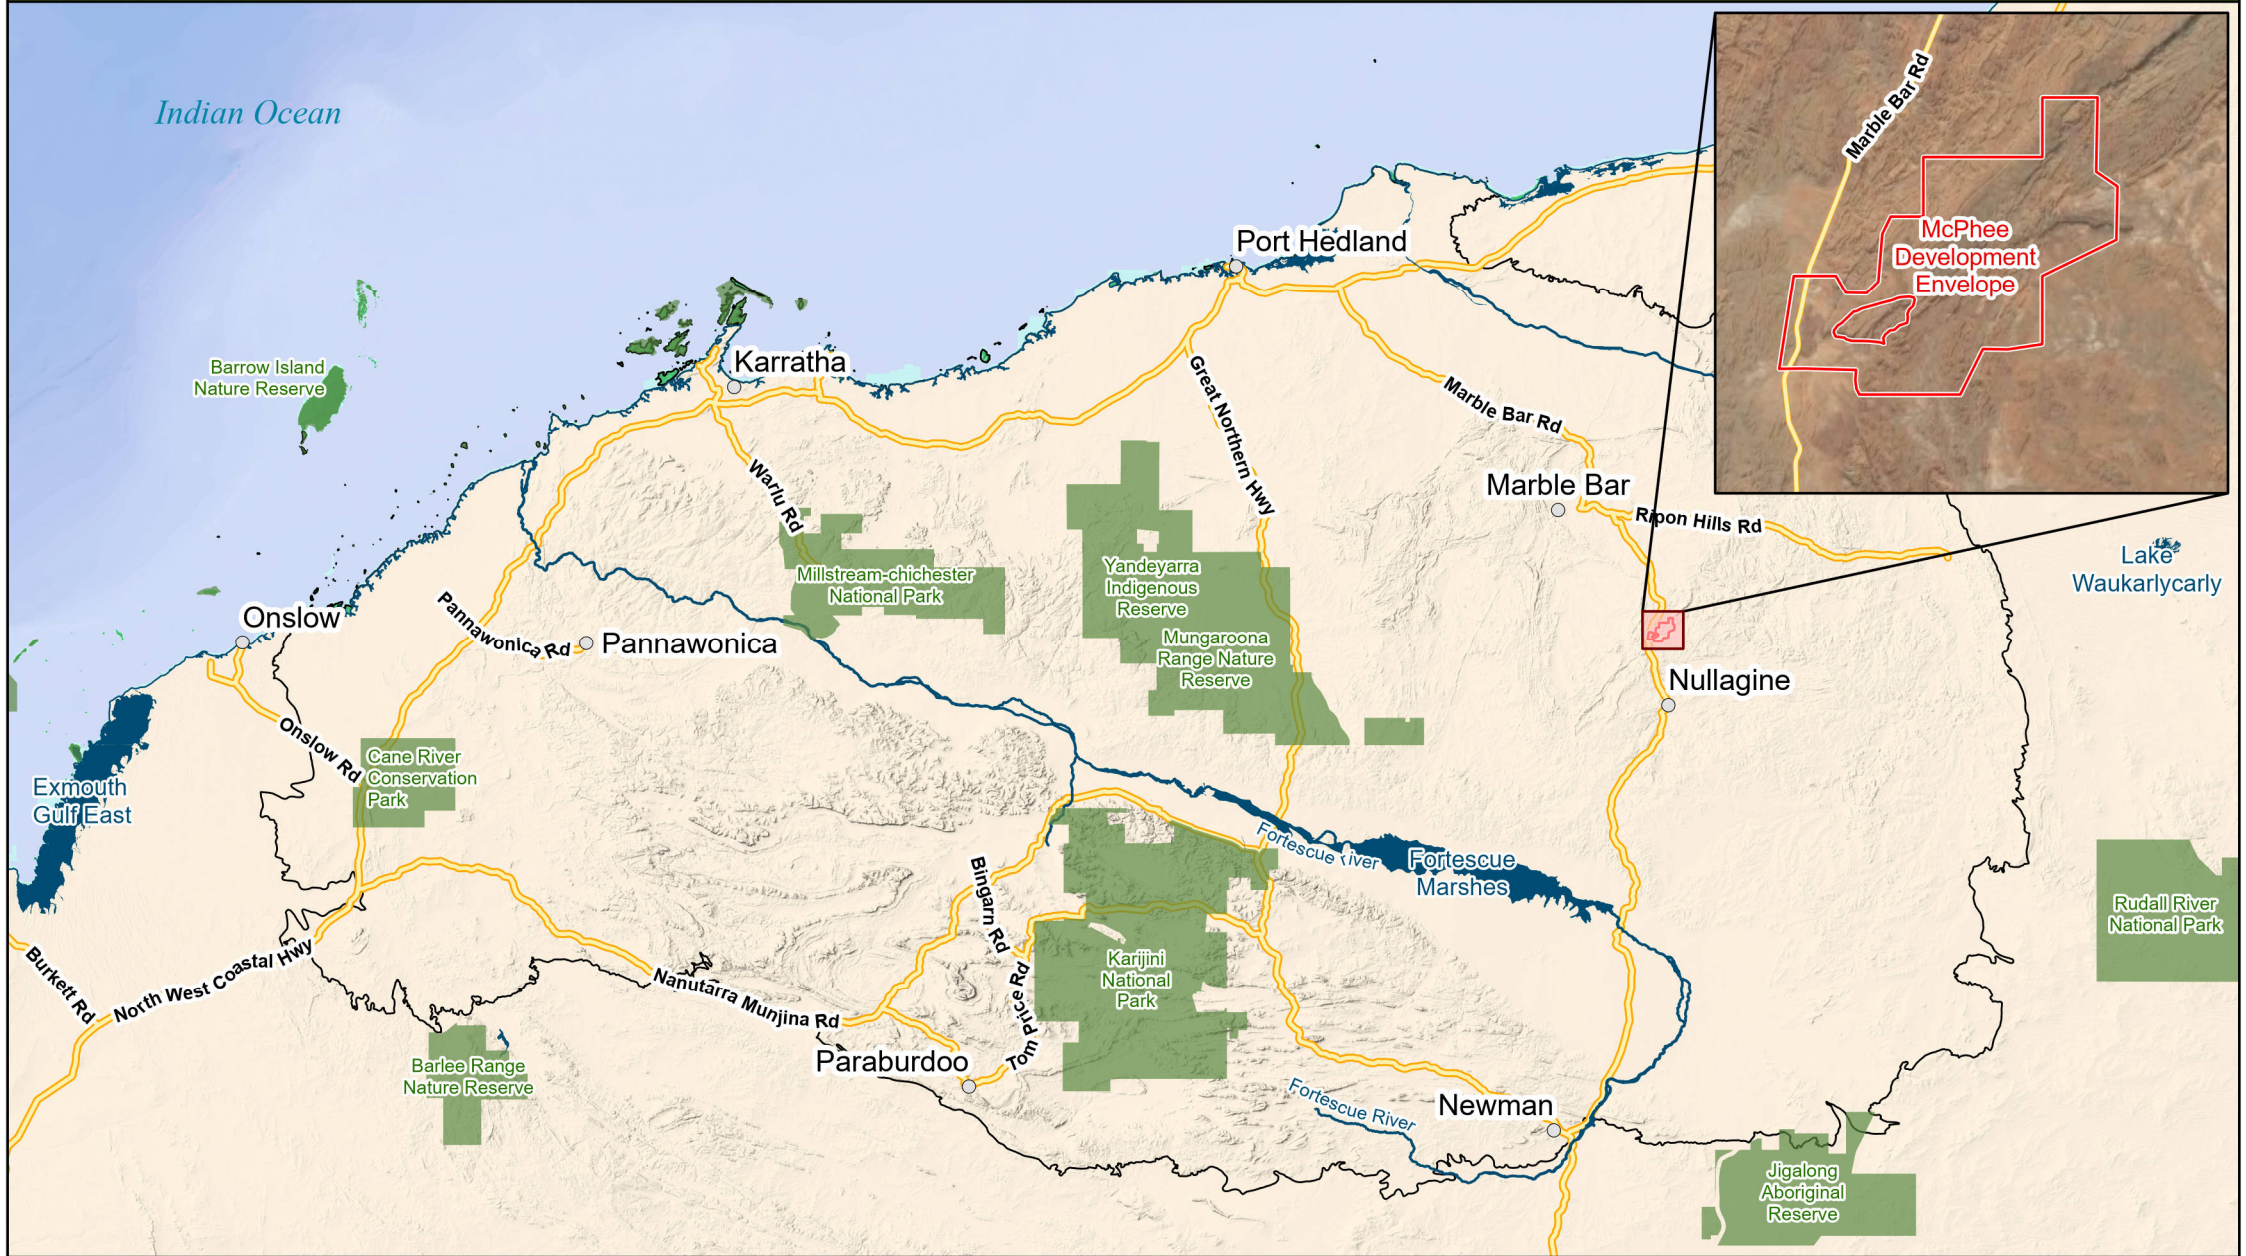 Indian Ocean
Marble Bar Rd
McPhee
Development
Envelope
Port Hedland
Barrow Island
Nature Reserve
Karratha
Great Northern Hwy
Marble Bar Rd
Warlu Rd
Marble Bar
Ripon Hills Rd
Lake
Waukarlycarly
Millstream-chichester
National Park
Yandeyarra
Indigenous
Reserve
Onslow
Pannawonica Rd
Pannawonica
Mungaroona
Range Nature
Reserve
Nullagine
Onslow Rd
Cane River
Conservation
Park
Exmouth
Gulf East
Fortescue River
Fortescue
Marshes
Bingarn Rd
Rudall River
National Park
Burkett Rd
North West Coastal Hwy
Nanutarra Munjina Rd
Tom Price Rd
Karijini
National
Park
Paraburdoo
Barlee Range
Nature Reserve
Fortescue River
Newman
Jigalong
Aboriginal
Reserve